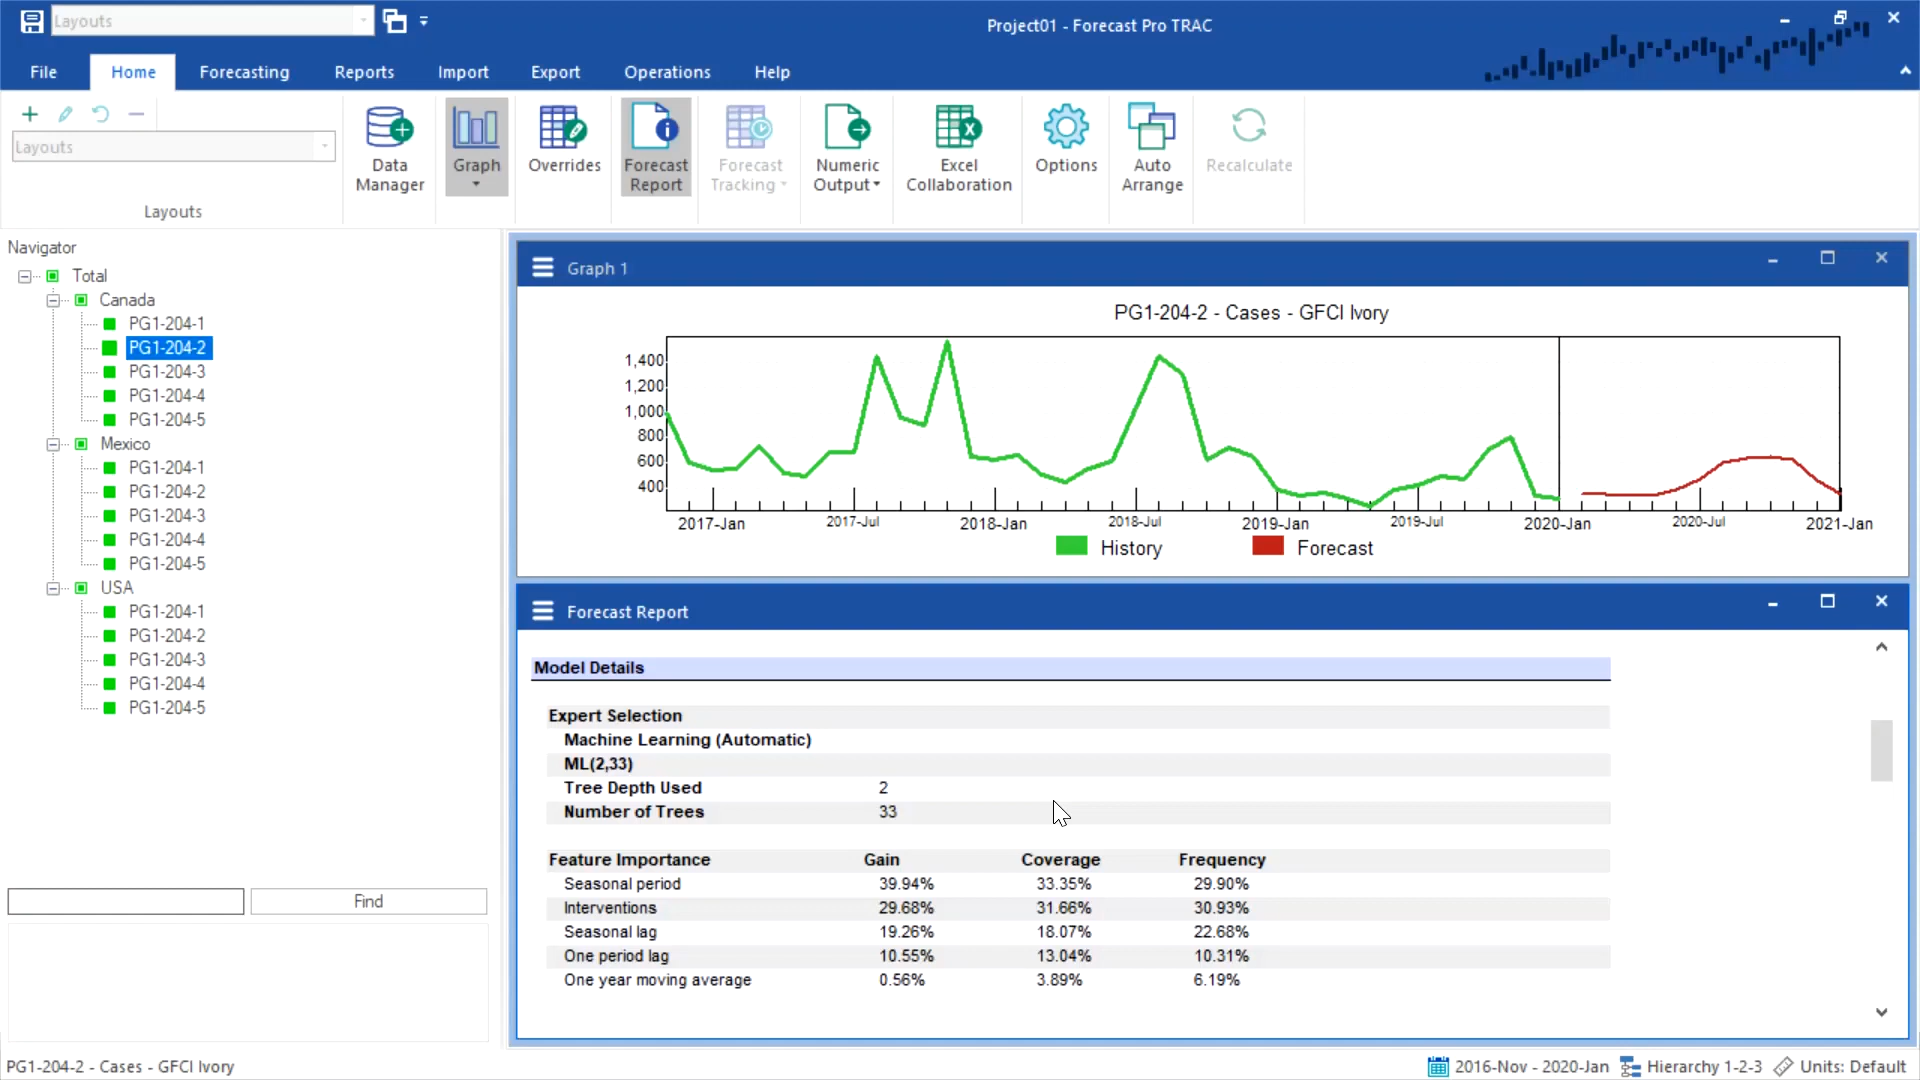 Layouts
Project01 - Forecast Pro TRAC
File Home Forecasting Reports Import Export Operations Help
Layouts
Layouts
Data Manager
Graph
Overrides
Forecast Report
Forecast Tracking
Numeric Output
Excel Collaboration
Options
Auto Arrange
Recalculate
Navigator
Total
Canada
PG1-204-1
PG1-204-2
PG1-204-3
PG1-204-4
PG1-204-5
Mexico
PG1-204-1
PG1-204-2
PG1-204-3
PG1-204-4
PG1-204-5
USA
PG1-204-1
PG1-204-2
PG1-204-3
PG1-204-4
PG1-204-5
Find
Graph 1
PG1-204-2 - Cases - GFCI Ivory
1,400
1,200
1,000
800
600
400
2017-Jan 2017-Jul 2018-Jan 2018-Jul 2019-Jan 2019-Jul 2020-Jan 2020-Jul 2021-Jan
History Forecast
Forecast Report
Model Details
Expert Selection
Machine Learning (Automatic)
ML(2,33)
Tree Depth Used 2
Number of Trees 33
Feature Importance Gain Coverage Frequency
Seasonal period 39.94% 33.35% 29.90%
Interventions 29.68% 31.66% 30.93%
Seasonal lag 19.26% 18.07% 22.68%
One period lag 10.55% 13.04% 10.31%
One year moving average 0.56% 3.89% 6.19%
PG1-204-2 - Cases - GFCI Ivory
2016-Nov - 2020-Jan Hierarchy 1-2-3 Units: Default